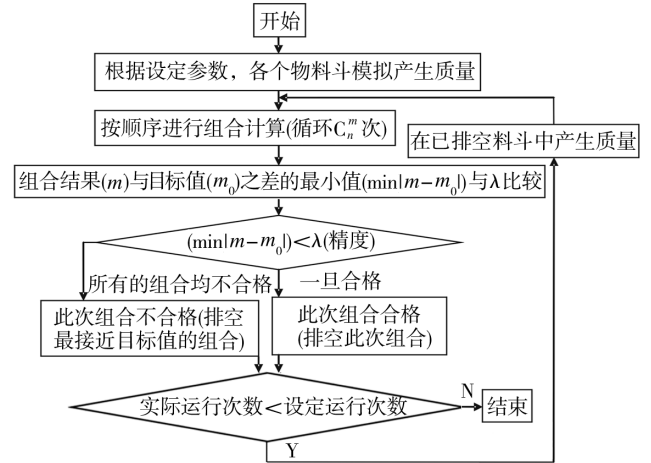 开始
根据设定参数，各个物料斗模拟产生质量
按顺序进行组合计算(循环Cₙᵐ次)
在已排空料斗中产生质量
组合结果(m)与目标值(m₀)之差的最小值(min|m−m₀|)与λ比较
(min|m−m₀|)＜λ(精度)
所有的组合均不合格
一旦合格
此次组合不合格(排空
最接近目标值的组合)
此次组合合格
(排空此次组合)
实际运行次数＜设定运行次数
N
结束
Y